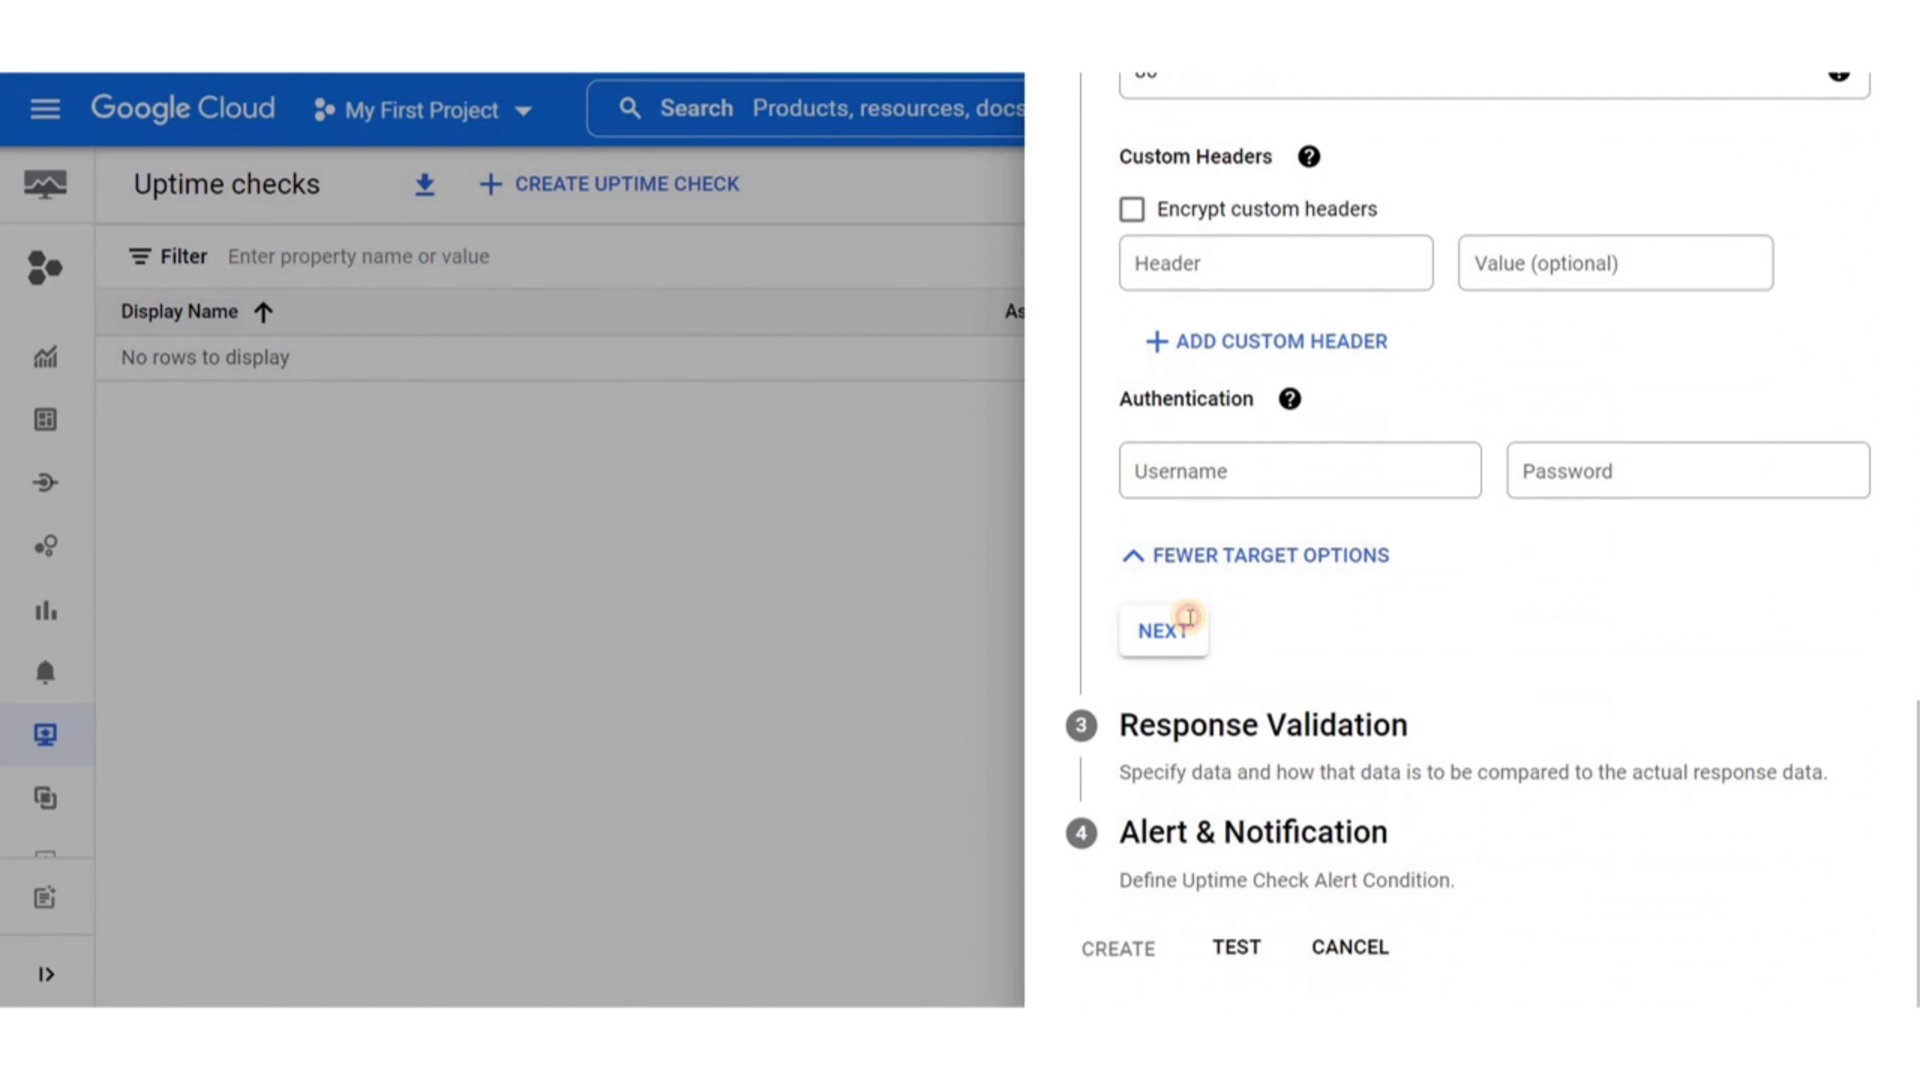 Google Cloud
My First Project
Search Products, resources, docs
Uptime checks
CREATE UPTIME CHECK
Filter Enter property name or value
Display Name
As
No rows to display
Custom Headers
Encrypt custom headers
Header
Value (optional)
ADD CUSTOM HEADER
Authentication
Username
Password
FEWER TARGET OPTIONS
NEXT
3 Response Validation
Specify data and how that data is to be compared to the actual response data.
4 Alert & Notification
Define Uptime Check Alert Condition.
CREATE TEST CANCEL